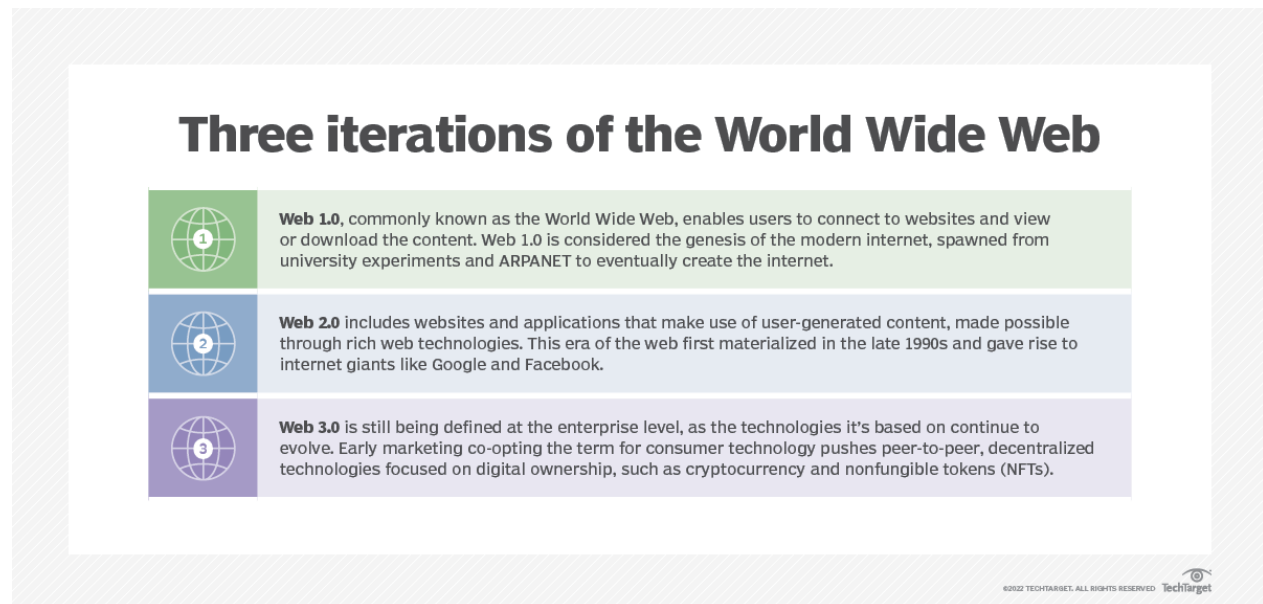 Three iterations of the World Wide Web
1
Web 1.0, commonly known as the World Wide Web, enables users to connect to websites and view
or download the content. Web 1.0 is considered the genesis of the modern internet, spawned from
university experiments and ARPANET to eventually create the internet.
2
Web 2.0 includes websites and applications that make use of user-generated content, made possible
through rich web technologies. This era of the web first materialized in the late 1990s and gave rise to
internet giants like Google and Facebook.
3
Web 3.0 is still being defined at the enterprise level, as the technologies it’s based on continue to
evolve. Early marketing co-opting the term for consumer technology pushes peer-to-peer, decentralized
technologies focused on digital ownership, such as cryptocurrency and nonfungible tokens (NFTs).
©2022 TECHTARGET. ALL RIGHTS RESERVED TechTarget